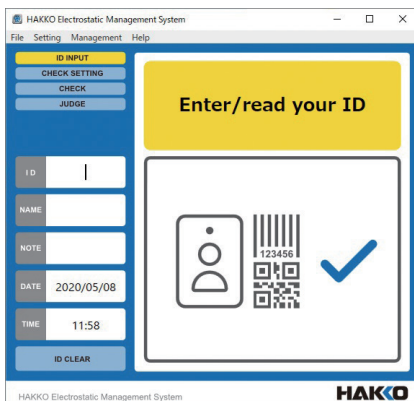 HAKKO Electrostatic Management System
File Setting Management Help
ID INPUT
CHECK SETTING
CHECK
JUDGE
Enter/read your ID
ID
NAME
NOTE
DATE 2020/05/08
TIME 11:58
ID CLEAR
123456
HAKKO Electrostatic Management System
HAKKO